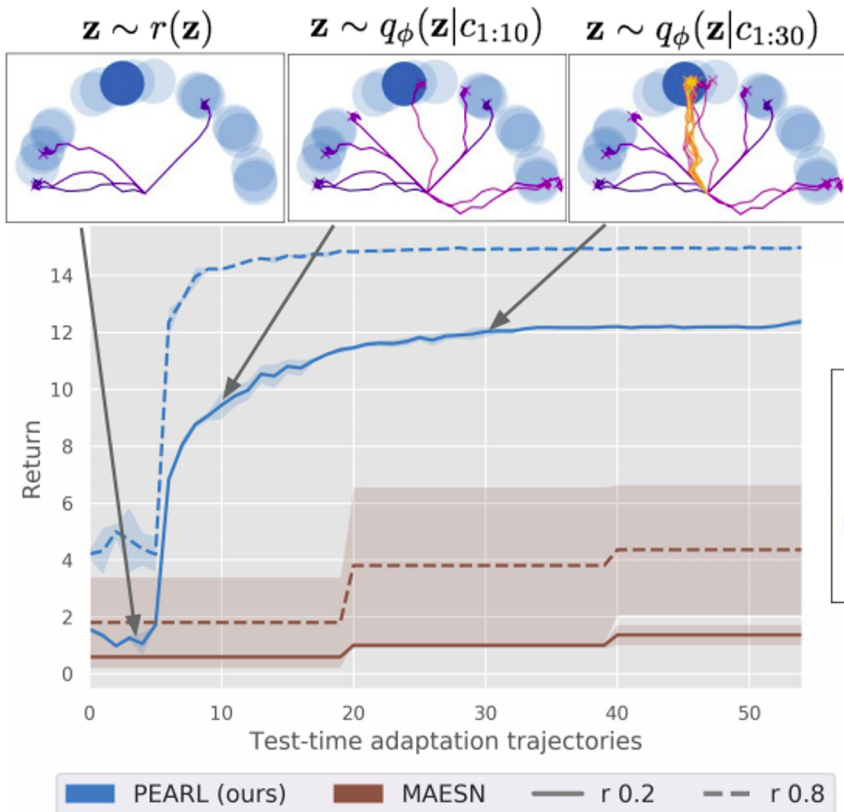 z ∼ r(z) z ∼ qϕ(z|c1:10) z ∼ qϕ(z|c1:30)
14
12
10
8
6
4
2
0
Return
0 10 20 30 40 50
Test-time adaptation trajectories
PEARL (ours) MAESN r 0.2 r 0.8